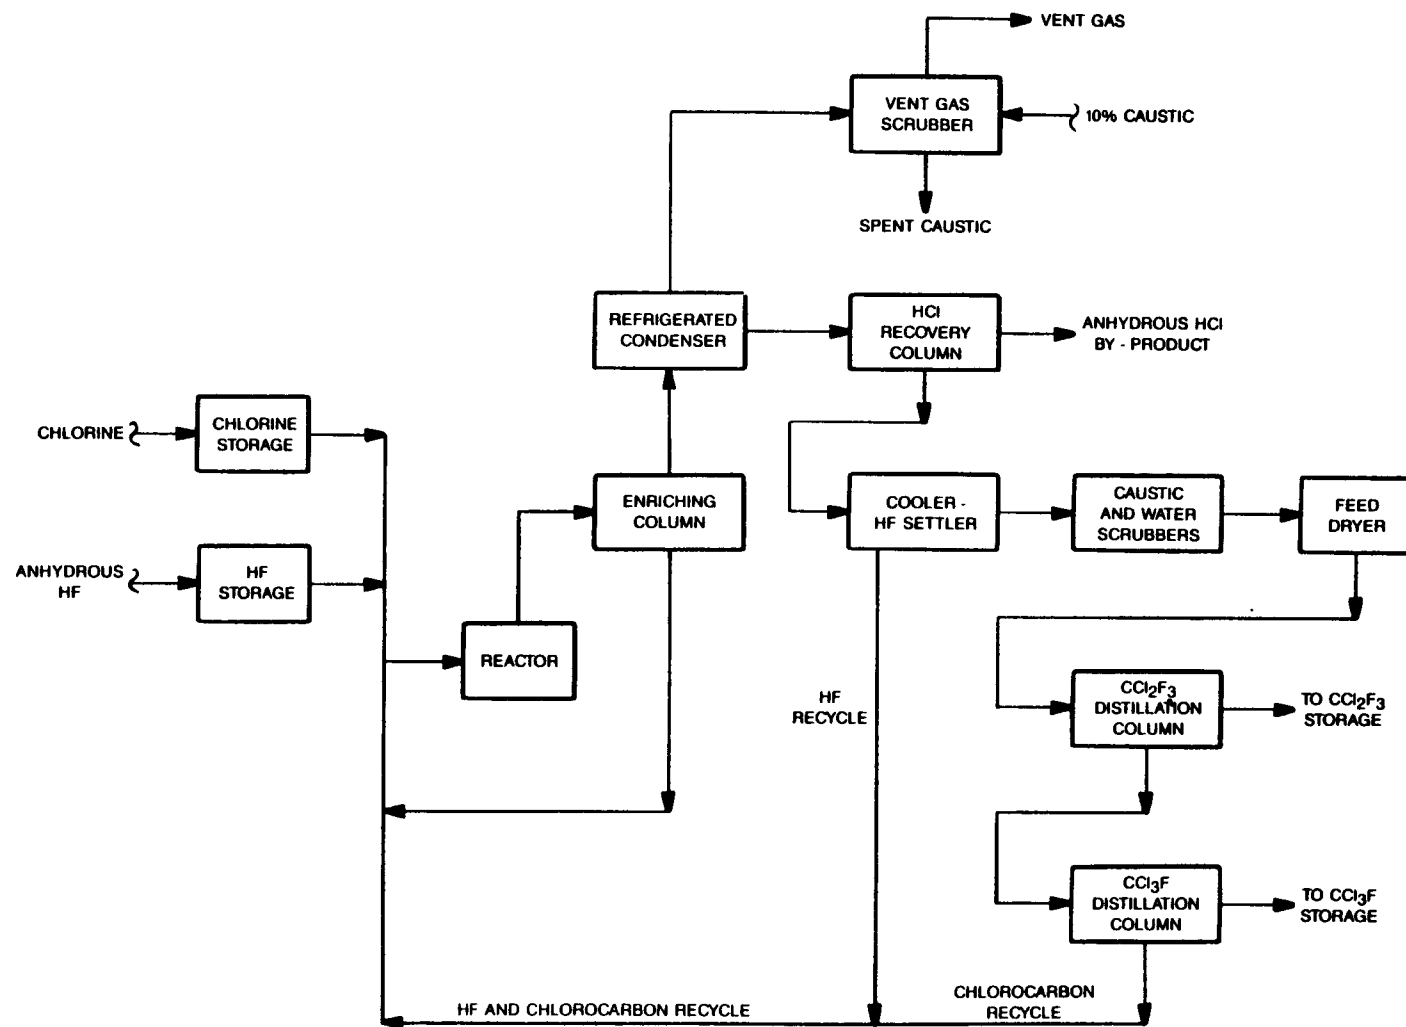 VENT GAS
VENT GAS
SCRUBBER
10% CAUSTIC
SPENT CAUSTIC
REFRIGERATED
CONDENSER
HCl
RECOVERY
COLUMN
ANHYDROUS HCl
BY - PRODUCT
CHLORINE
CHLORINE
STORAGE
ENRICHING
COLUMN
COOLER -
HF SETTLER
CAUSTIC
AND WATER
SCRUBBERS
FEED
DRYER
ANHYDROUS
HF
HF
STORAGE
REACTOR
HF
RECYCLE
CCl2F3
DISTILLATION
COLUMN
TO CCl2F3
STORAGE
CCl3F
DISTILLATION
COLUMN
TO CCl3F
STORAGE
HF AND CHLOROCARBON RECYCLE
CHLOROCARBON
RECYCLE